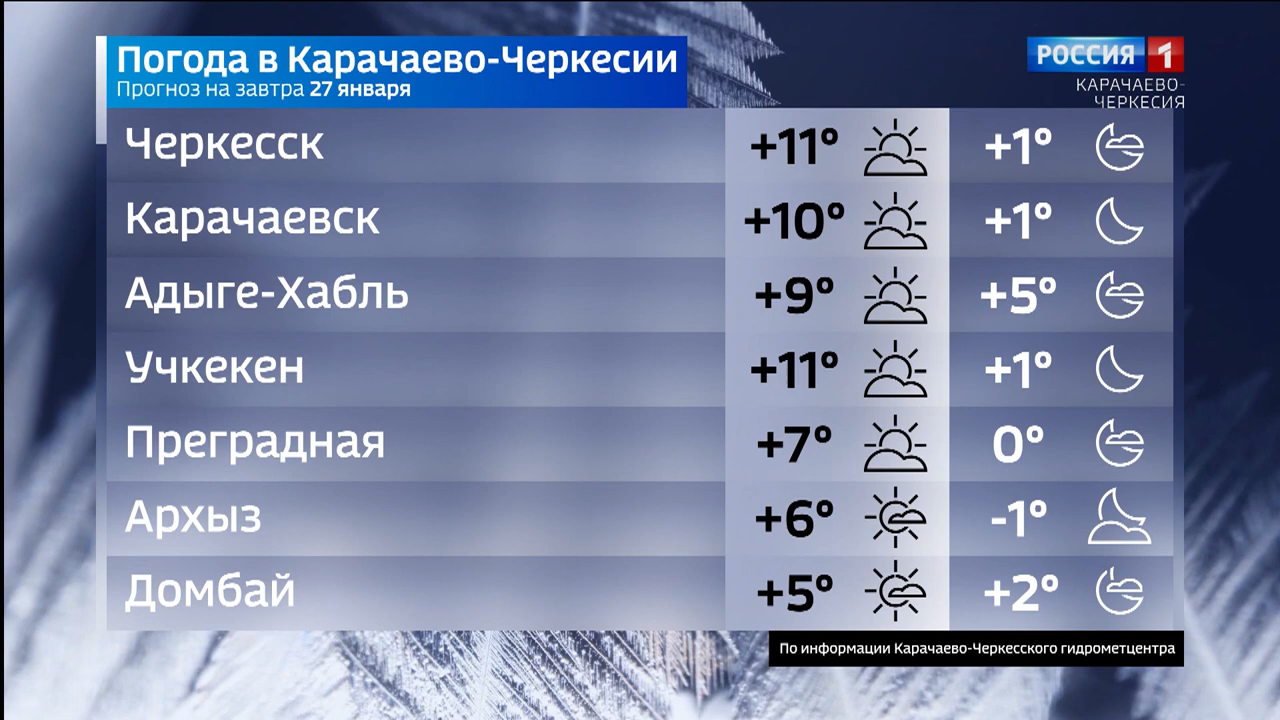 Погода в Карачаево-Черкесии
Прогноз на завтра 27 января
РОССИЯ 1
КАРАЧАЕВО-
ЧЕРКЕСИЯ
Черкесск +11° +1°
Карачаевск +10° +1°
Адыге-Хабль +9° +5°
Учкекен +11° +1°
Преградная +7° 0°
Архыз +6° -1°
Домбай +5° +2°
По информации Карачаево-Черкесского гидрометцентра